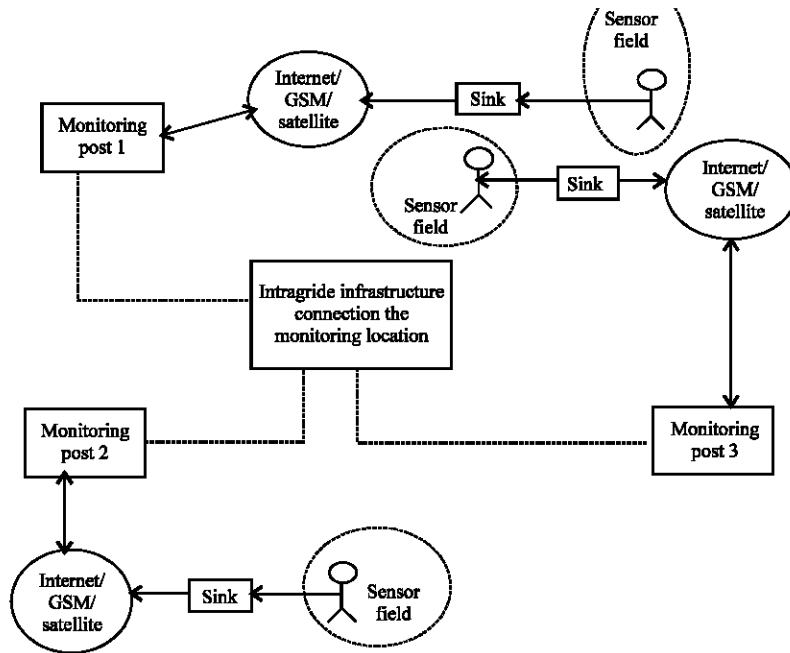 Sensor
field
Internet/
GSM/
satellite
Sink
Monitoring
post 1
Internet/
GSM/
satellite
Sink
Sensor
field
Intragride infrastructure
connection the
monitoring location
Monitoring
post 2
Monitoring
post 3
Internet/
GSM/
satellite
Sink
Sensor
field